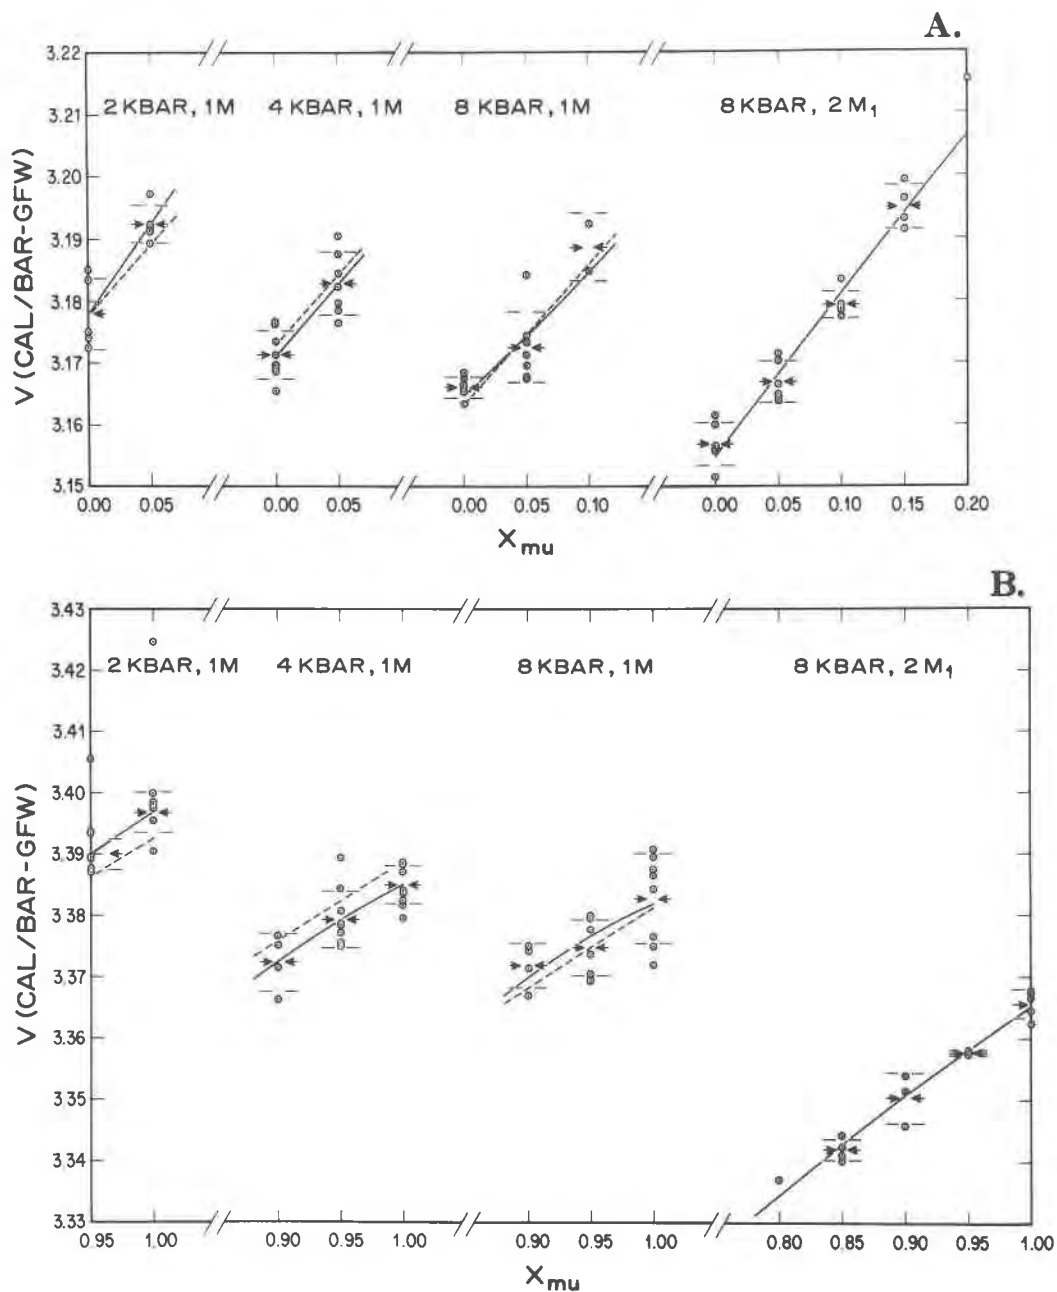 A.
3.22
2 KBAR, 1M 4 KBAR, 1M 8 KBAR, 1M 8 KBAR, 2M₁
3.21
3.20
3.19
3.18
3.17
3.16
3.15
V (CAL/BAR-GFW)
0.00 0.05 0.00 0.05 0.00 0.05 0.10 0.00 0.05 0.10 0.15 0.20
Xmu
B.
3.43
3.42
2 KBAR, 1M 4 KBAR, 1M 8 KBAR, 1M 8 KBAR, 2M₁
3.41
3.40
3.39
3.38
3.37
3.36
3.35
3.34
3.33
V (CAL/BAR-GFW)
0.95 1.00 0.90 0.95 1.00 0.90 0.95 1.00 0.80 0.85 0.90 0.95 1.00
Xmu